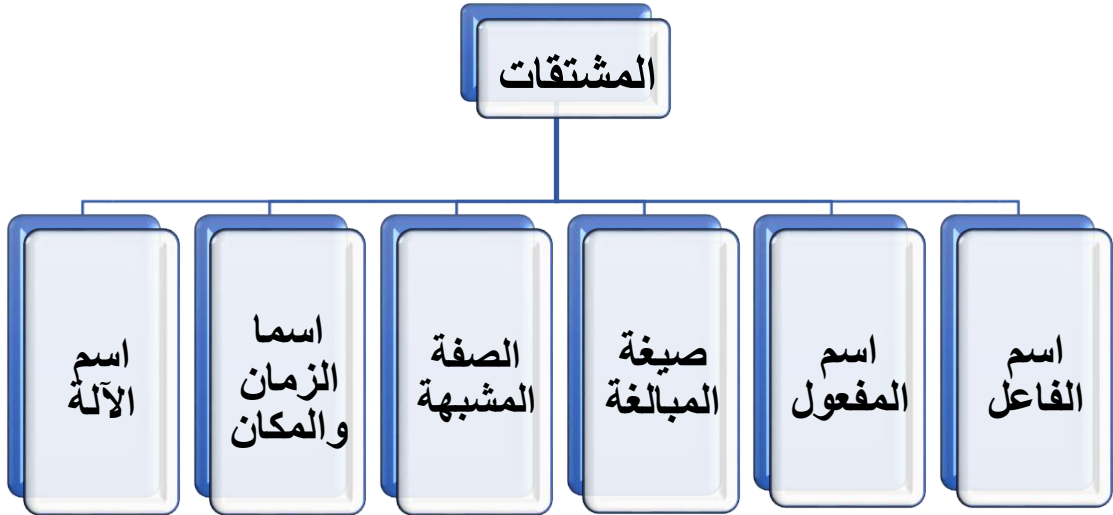 المشتقات
اسم
الفاعل
اسم
المفعول
صيغة
المبالغة
الصفة
المشبهة
اسما
الزمان
والمكان
اسم
الآلة